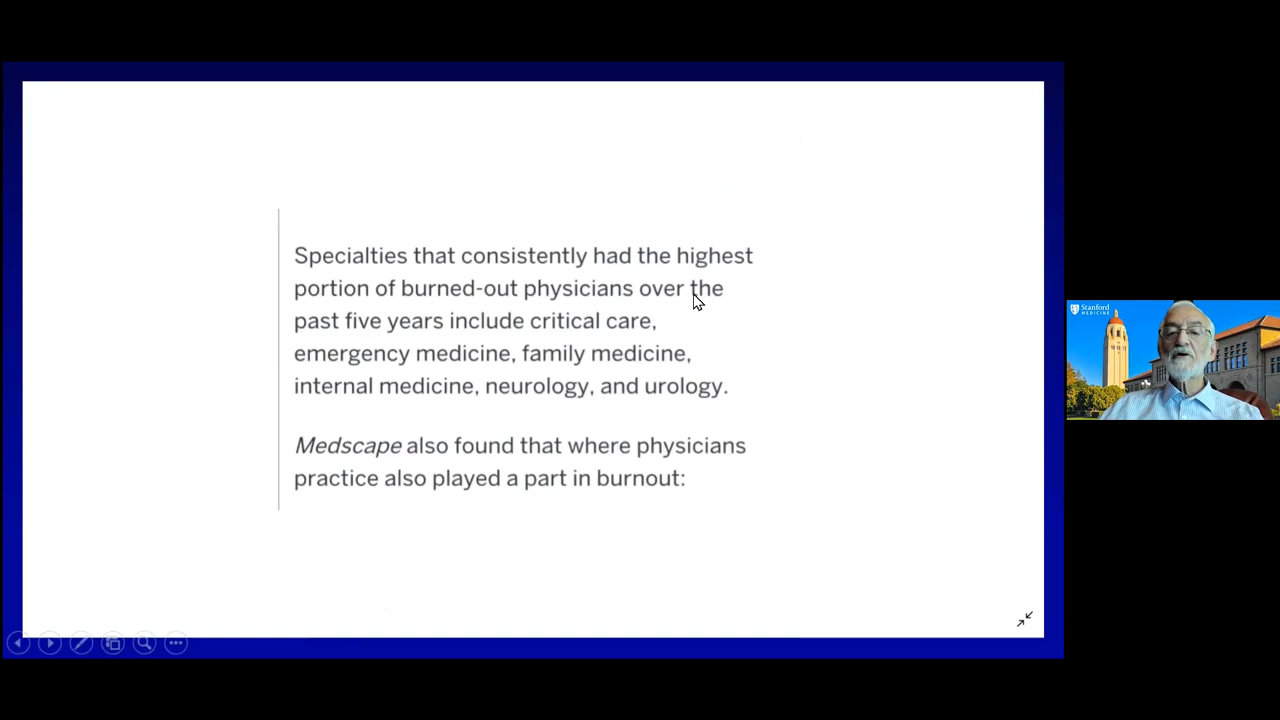 Specialties that consistently had the highest
portion of burned-out physicians over the
past five years include critical care,
emergency medicine, family medicine,
internal medicine, neurology, and urology.
Medscape also found that where physicians
practice also played a part in burnout:
Stanford
MEDICINE